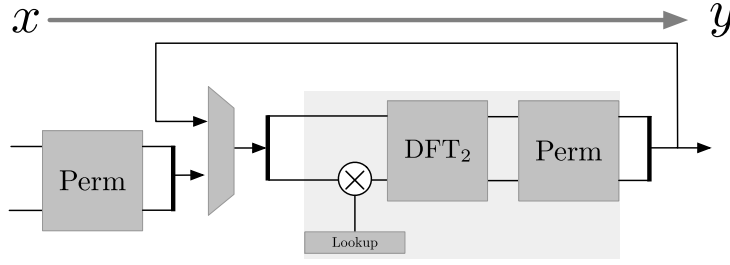 x y
Perm
DFT₂
Perm
Lookup